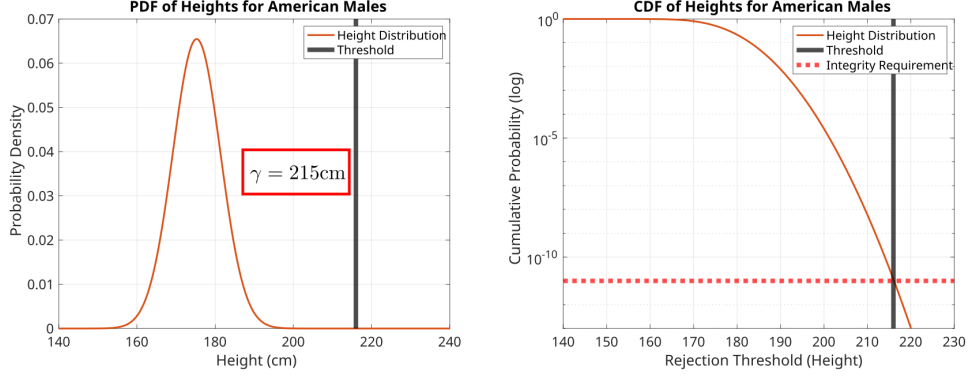 PDF of Heights for American Males
0.07
0.06
0.05
0.04
0.03
0.02
0.01
0
Probability Density
Height Distribution
Threshold
γ = 215cm
140 160 180 200 220 240
Height (cm)
CDF of Heights for American Males
10^0
10^-5
10^-10
Cumulative Probability (log)
Height Distribution
Threshold
Integrity Requirement
140 150 160 170 180 190 200 210 220 230
Rejection Threshold (Height)